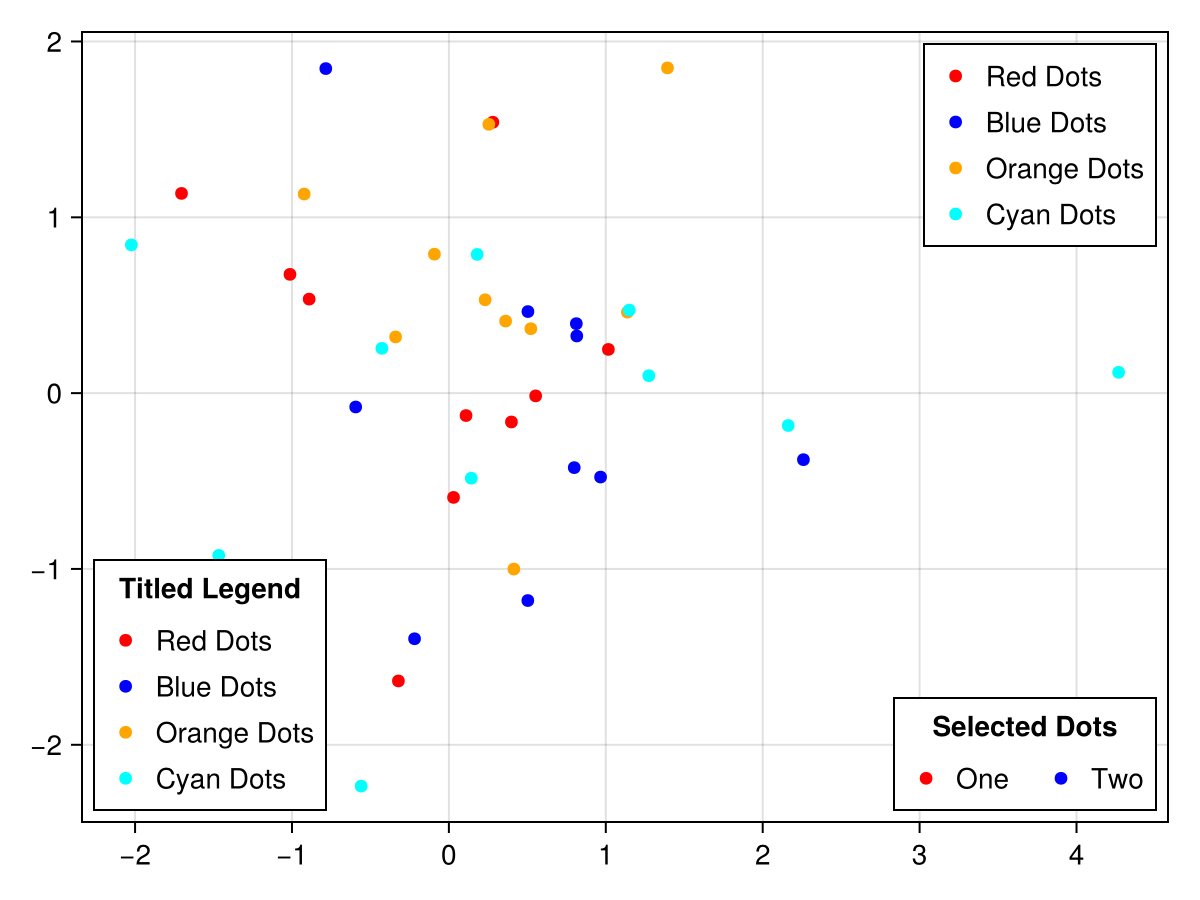 2
1
0
−1
−2
Red Dots
Blue Dots
Orange Dots
Cyan Dots
Titled Legend
Red Dots
Blue Dots
Orange Dots
Cyan Dots
Selected Dots
One Two
−2 −1 0 1 2 3 4